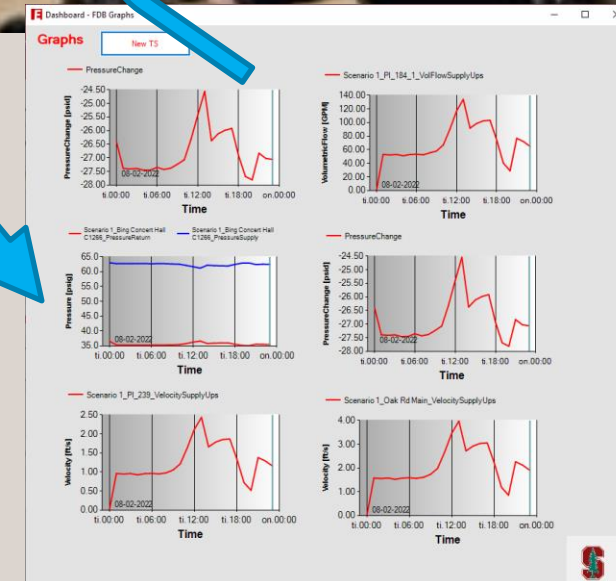 Dashboard - FDB Graphs
Graphs
New TS
PressureChange
-24.50
-25.00
-25.50
-26.00
-26.50
-27.00
-27.50
-28.00
PressureChange [psid]
08-02-2022
ti.00:00 ti.06:00 ti.12:00 ti.18:00 on.00:00
Time
Scenario 1_PI_184_1_VolFlowSupplyUps
140.00
120.00
100.00
80.00
60.00
40.00
20.00
0.00
VolumetricFlow [GPM]
08-02-2022
ti.00:00 ti.06:00 ti.12:00 ti.18:00 on.00:00
Time
Scenario 1_Bing Concert Hall
C1266_PressureReturn
Scenario 1_Bing Concert Hall
C1266_PressureSupply
65.0
60.0
55.0
50.0
45.0
40.0
35.0
Pressure [psig]
08-02-2022
ti.00:00 ti.06:00 ti.12:00 ti.18:00 on.00:00
Time
PressureChange
-24.50
-25.00
-25.50
-26.00
-26.50
-27.00
-27.50
-28.00
PressureChange [psid]
08-02-2022
ti.00:00 ti.06:00 ti.12:00 ti.18:00 on.00:00
Time
Scenario 1_PI_239_VelocitySupplyUps
2.50
2.00
1.50
1.00
0.50
0.00
Velocity [ft/s]
08-02-2022
ti.00:00 ti.06:00 ti.12:00 ti.18:00 on.00:00
Time
Scenario 1_Oak Rd Main_VelocitySupplyUps
4.00
3.00
2.00
1.00
0.00
Velocity [ft/s]
08-02-2022
ti.00:00 ti.06:00 ti.12:00 ti.18:00 on.00:00
Time
S